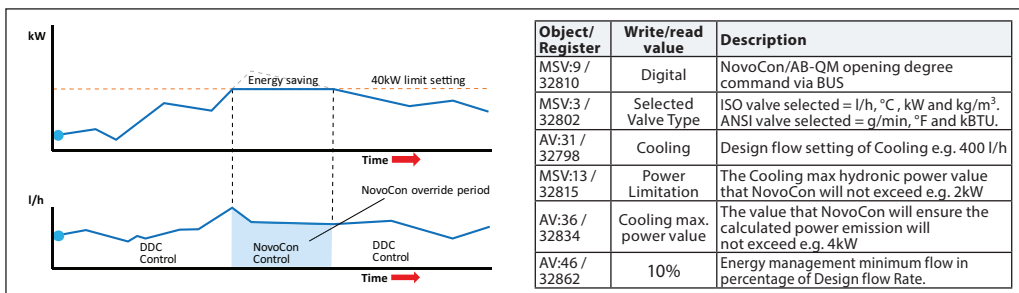 kW
Energy saving
40kW limit setting
Time
l/h
NovoCon override period
DDC
Control
NovoCon
Control
DDC
Control
Time
Object/
Register
Write/read
value
Description
MSV:9 /
32810
Digital
NovoCon/AB-QM opening degree
command via BUS
MSV:3 /
32802
Selected
Valve Type
ISO valve selected = l/h, °C , kW and kg/m³.
ANSI valve selected = g/min, °F and kBTU.
AV:31 /
32798
Cooling
Design flow setting of Cooling e.g. 400 l/h
MSV:13 /
32815
Power
Limitation
The Cooling max hydronic power value
that NovoCon will not exceed e.g. 2kW
AV:36 /
32834
Cooling max.
power value
The value that NovoCon will ensure the
calculated power emission will
not exceed e.g. 4kW
AV:46 /
32862
10%
Energy management minimum flow in
percentage of Design flow Rate.